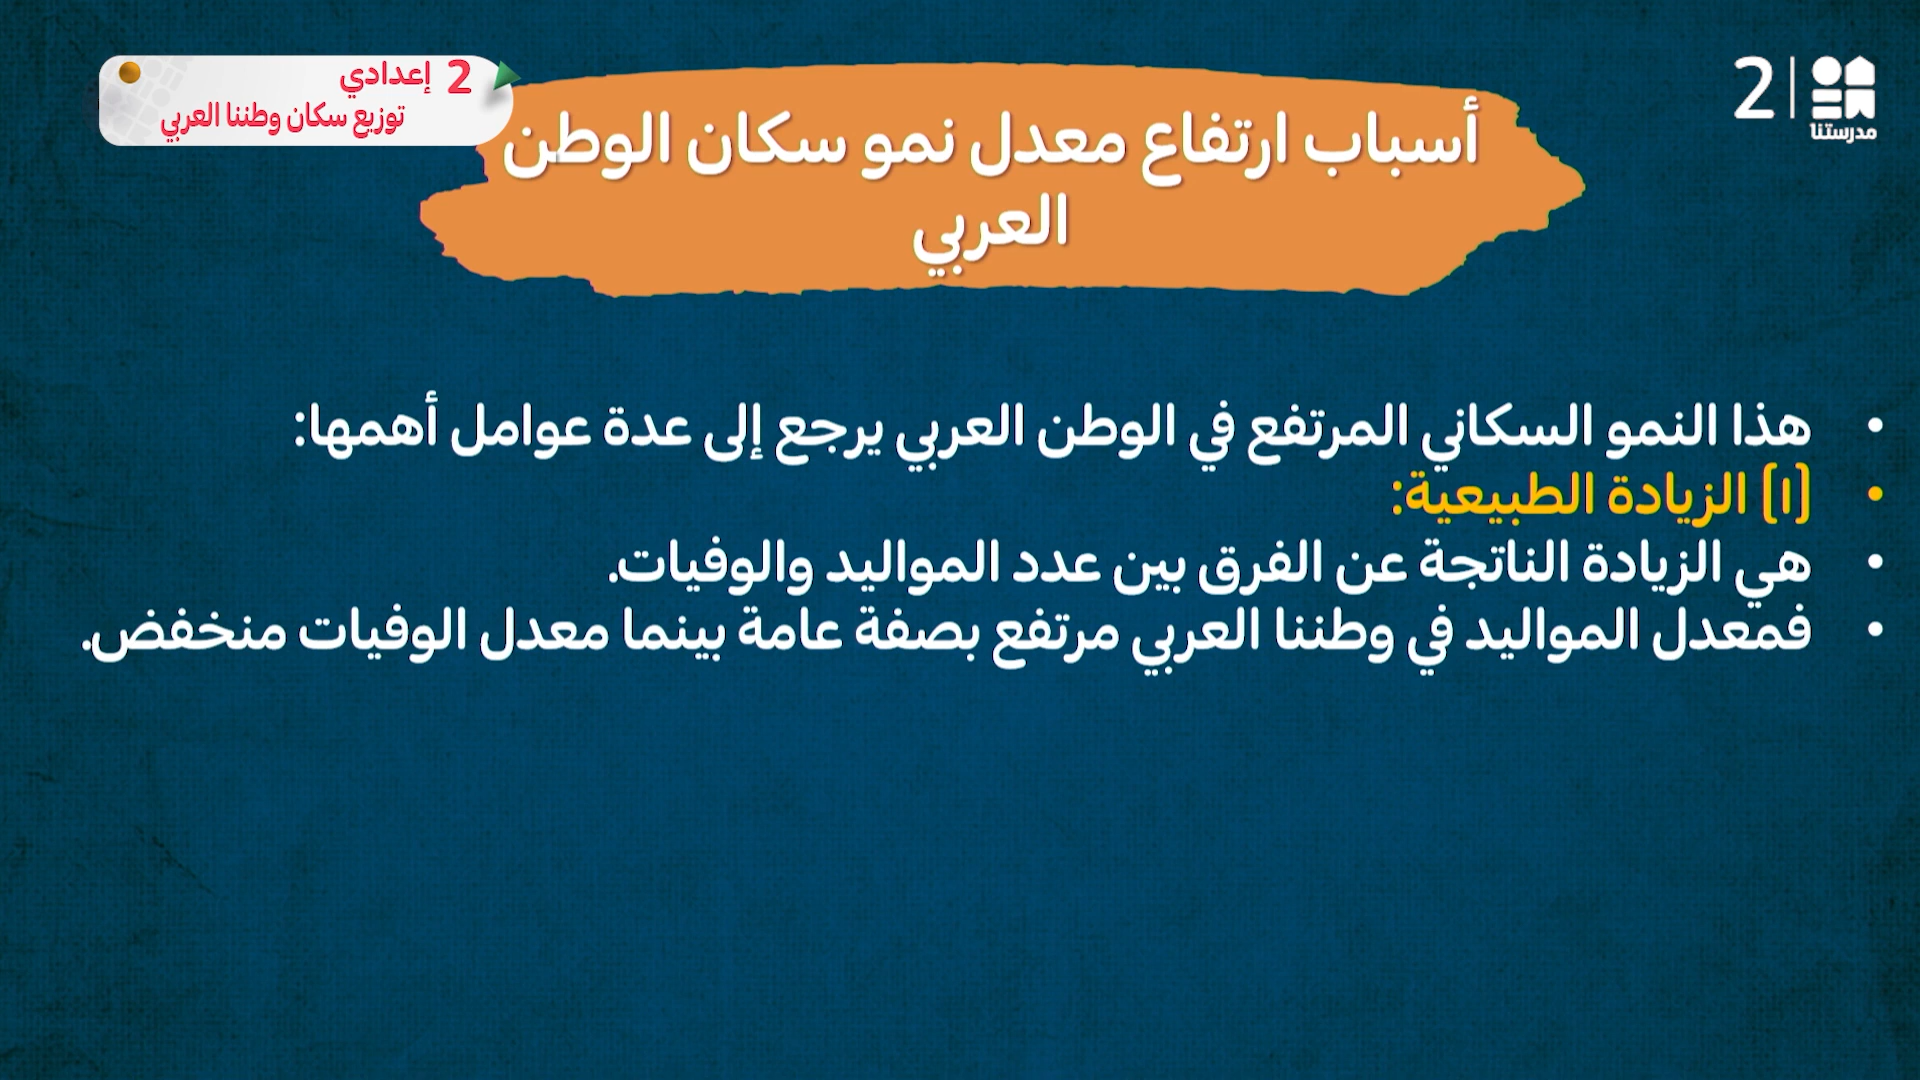 2 إعدادي
توزيع سكان وطننا العربي
2
مدرستنا
أسباب ارتفاع معدل نمو سكان الوطن
العربي
• هذا النمو السكاني المرتفع في الوطن العربي يرجع إلى عدة عوامل أهمها:
• (١) الزيادة الطبيعية:
• هي الزيادة الناتجة عن الفرق بين عدد المواليد والوفيات.
• فمعدل المواليد في وطننا العربي مرتفع بصفة عامة بينما معدل الوفيات منخفض.